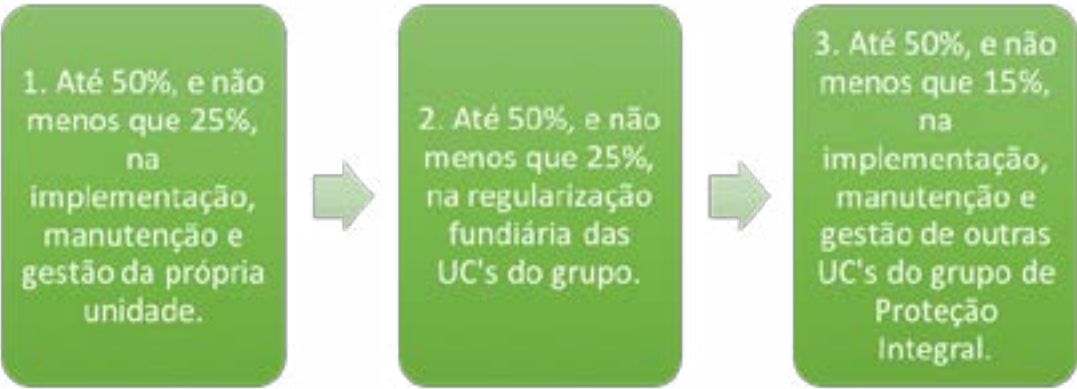 1. Até 50%, e não
menos que 25%,
na
implementação,
manutenção e
gestão da própria
unidade.
2. Até 50%, e não
menos que 25%,
na regularização
fundiária das
UC's do grupo.
3. Até 50%, e não
menos que 15%,
na
implementação,
manutenção e
gestão de outras
UC's do grupo de
Proteção
Integral.